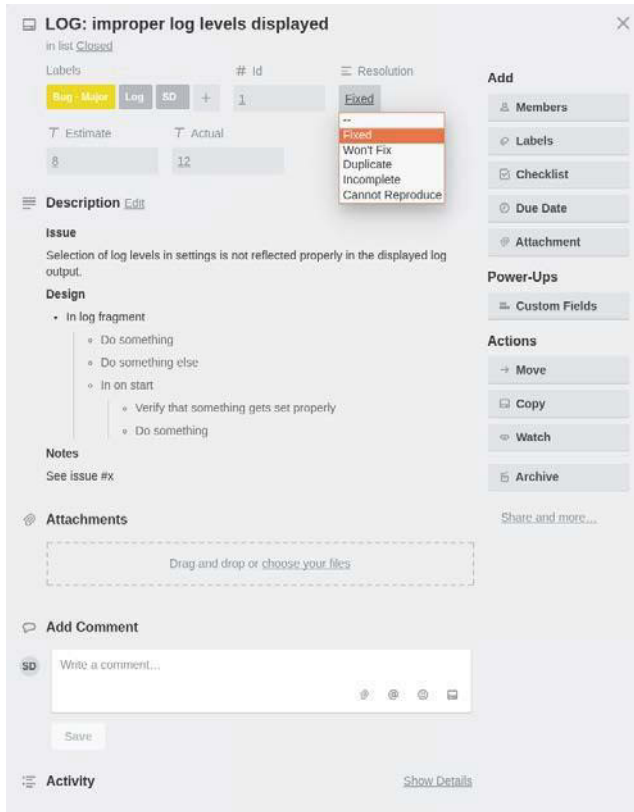 LOG: improper log levels displayed
in list Closed
Labels
Bug - Major Log SD +
# Id
1
Resolution
Fixed
--
Fixed
Won't Fix
Duplicate
Incomplete
Cannot Reproduce
T Estimate
8
T Actual
12
Description Edit
Issue
Selection of log levels in settings is not reflected properly in the displayed log
output.
Design
• In log fragment
◦ Do something
◦ Do something else
◦ In on start
◦ Verify that something gets set properly
◦ Do something
Notes
See issue #x
Attachments
Drag and drop or choose your files
Add Comment
SD
Write a comment…
@
Save
Activity
Show Details
Add
Members
Labels
Checklist
Due Date
Attachment
Power-Ups
Custom Fields
Actions
→ Move
Copy
Watch
Archive
Share and more…